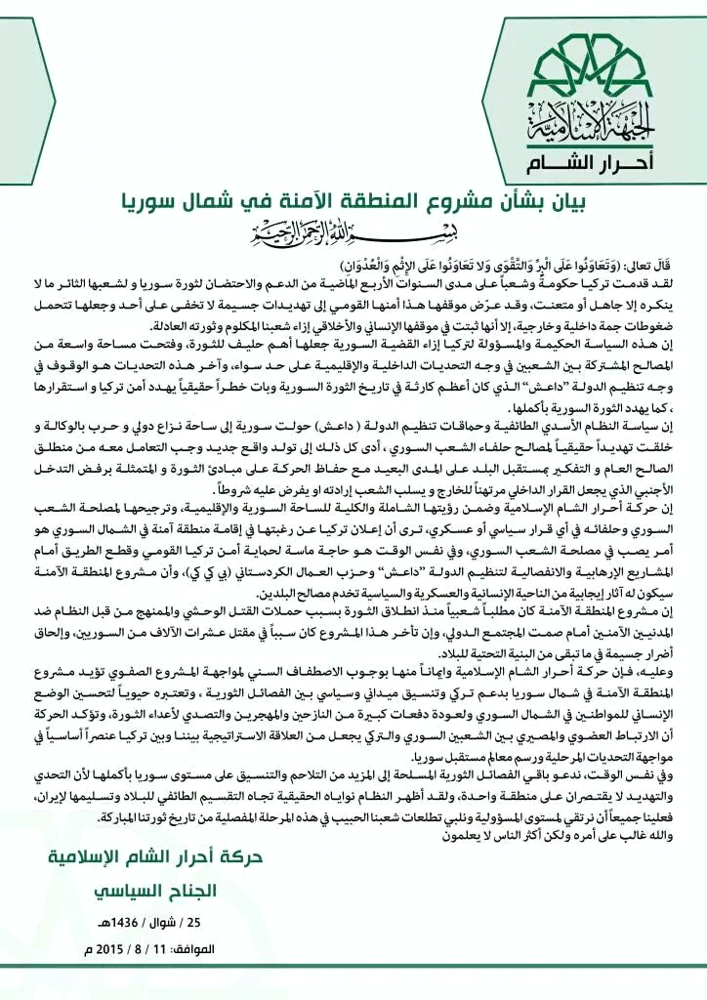 الجبهة الإسلامية
أحرار الشام
بيان بشأن مشروع المنطقة الآمنة في شمال سوريا
بسم الله الرحمن الرحيم
قَالَ تعالى: (وَتَعَاوَنُوا عَلَى الْبِرِّ وَالتَّقْوَى وَلا تَعَاوَنُوا عَلَى الإِثْمِ وَالْعُدْوَانِ)
لقد قدمت تركيا حكومةً وشعباً على مدى السنوات الأربع الماضية من الدعم والاحتضان لثورة سوريا و لشعبها الثائر ما لا
ينكره إلا جاهل أو متعنت، وقد عرّض موقفها هذا أمنها القومي إلى تهديدات جسيمة لا تخفى على أحد وجعلها تتحمل
ضغوطات جمة داخلية وخارجية، إلا أنها ثبتت في موقفها الإنساني والأخلاقي إزاء شعبنا المكلوم وثورته العادلة.
إن هذه السياسة الحكيمة والمسؤولة لتركيا إزاء القضية السورية جعلها أهم حليف للثورة، وفتحت مساحة واسعة من
المصالح المشتركة بين الشعبين في وجه التحديات الداخلية والإقليمية على حد سواء، وآخر هذه التحديات هو الوقوف في
وجه تنظيم الدولة "داعش" الذي كان أعظم كارثة في تاريخ الثورة السورية وبات خطراً حقيقياً يهدد أمن تركيا و استقرارها
، كما يهدد الثورة السورية بأكملها .
إن سياسة النظام الأسدي الطائفية وحماقات تنظيم الدولة ( داعش) حولت سورية إلى ساحة نزاع دولي و حرب بالوكالة و
خلقت تهديداً حقيقياً لمصالح حلفاء الشعب السوري ، أدى كل ذلك إلى تولد واقع جديد وجب التعامل معه من منطلق
الصالح العام و التفكير بمستقبل البلد على المدى البعيد مع حفاظ الحركة على مبادئ الثورة و المتمثلة برفض التدخل
الأجنبي الذي يجعل القرار الداخلي مرتهناً للخارج و يسلب الشعب إرادته او يفرض عليه شروطاً .
إن حركة أحرار الشام الإسلامية وضمن رؤيتها الشاملة والكلية للساحة السورية والإقليمية، وترجيحها لمصلحة الشعب
السوري وحلفائه في أي قرار سياسي أو عسكري، ترى أن إعلان تركيا عن رغبتها في إقامة منطقة آمنة في الشمال السوري هو
أمر يصب في مصلحة الشعب السوري، وفي نفس الوقت هو حاجة ماسة لحماية أمن تركيا القومي وقطع الطريق أمام
المشاريع الإرهابية والانفصالية لتنظيم الدولة "داعش" وحزب العمال الكردستاني (بي كي كي)، وأن مشروع المنطقة الآمنة
سيكون له آثار إيجابية من الناحية الإنسانية والعسكرية والسياسية تخدم مصالح البلدين.
إن مشروع المنطقة الآمنة كان مطلباً شعبياً منذ انطلاق الثورة بسبب حملات القتل الوحشي والممنهج من قبل النظام ضد
المدنيين الآمنين أمام صمت المجتمع الدولي، وإن تأخر هذا المشروع كان سبباً في مقتل عشرات الآلاف من السوريين، وإلحاق
أضرار جسيمة في ما تبقى من البنية التحتية للبلاد.
وعليه، فإن حركة أحرار الشام الإسلامية وايماناً منها بوجوب الاصطفاف السني لمواجهة المشروع الصفوي تؤيد مشروع
المنطقة الآمنة في شمال سوريا بدعم تركي وتنسيق ميداني وسياسي بين الفصائل الثورية ، وتعتبره حيوياً لتحسين الوضع
الإنساني للمواطنين في الشمال السوري ولعودة دفعات كبيرة من النازحين والمهجرين والتصدي لأعداء الثورة، وتؤكد الحركة
أن الارتباط العضوي والمصيري بين الشعبين السوري والتركي يجعل من العلاقة الاستراتيجية بيننا وبين تركيا عنصراً أساسياً في
مواجهة التحديات المرحلية ورسم معالم مستقبل سوريا.
وفي نفس الوقت، ندعو باقي الفصائل الثورية المسلحة إلى المزيد من التلاحم والتنسيق على مستوى سوريا بأكملها لأن التحدي
والتهديد لا يقتصران على منطقة واحدة، ولقد أظهر النظام نواياه الحقيقية تجاه التقسيم الطائفي للبلاد وتسليمها لإيران،
فعلينا جميعاً أن نرتقي لمستوى المسؤولية ونلبي تطلعات شعبنا الحبيب في هذه المرحلة المفصلية من تاريخ ثورتنا المباركة.
والله غالب على أمره ولكن أكثر الناس لا يعلمون
حركة أحرار الشام الإسلامية
الجناح السياسي
25 / شوال / 1436هـ
الموافق: 11 / 8 / 2015 م